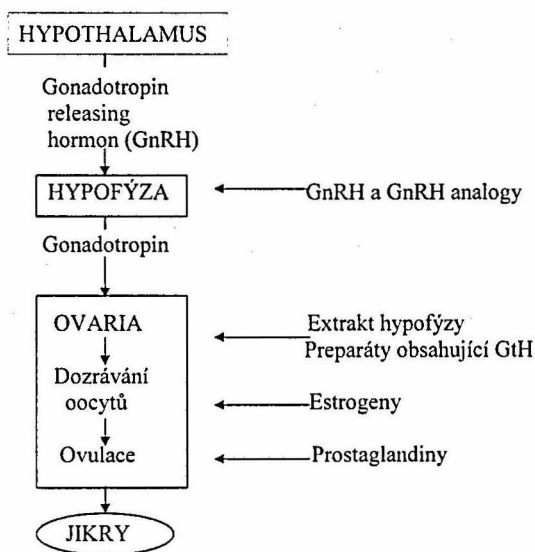 HYPOTHALAMUS
Gonadotropin
releasing
hormon (GnRH)
HYPOFÝZA
GnRH a GnRH analogy
Gonadotropin
OVARIA
Extrakt hypofýzy
Preparáty obsahující GtH
Dozrávání
oocytů
Estrogeny
Ovulace
Prostaglandiny
JIKRY